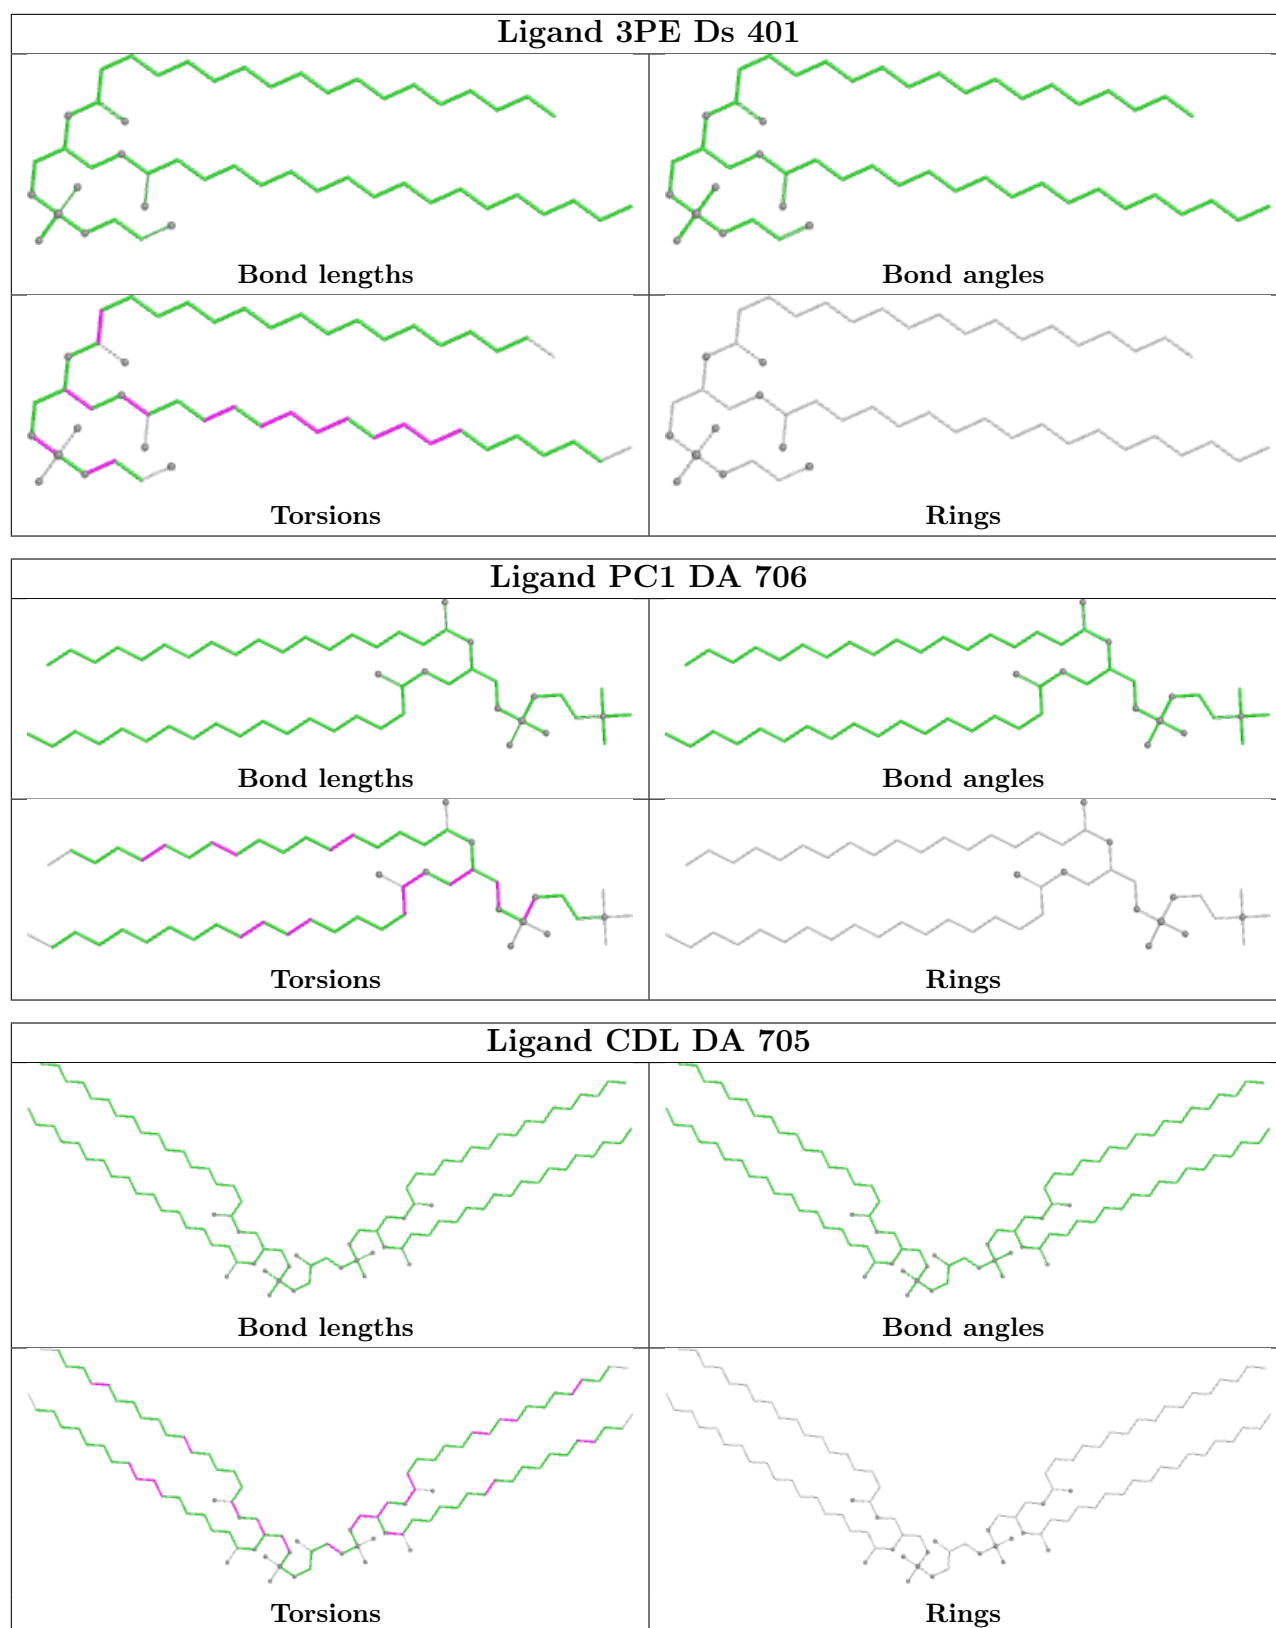 Ligand 3PE Ds 401
Bond lengths
Bond angles
Torsions
Rings
Ligand PC1 DA 706
Bond lengths
Bond angles
Torsions
Rings
Ligand CDL DA 705
Bond lengths
Bond angles
Torsions
Rings